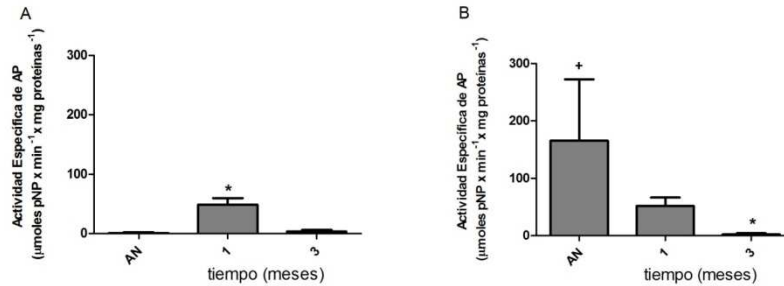 A
Actividad Específica de AP
(µmoles pNP x min⁻¹ x mg proteinas⁻¹)
300
200
100
0
*
AN
1
3
tiempo (meses)
B
Actividad Específica de AP
(µmoles pNP x min⁻¹ x mg proteinas⁻¹)
300
200
100
0
+
*
AN
1
3
tiempo (meses)